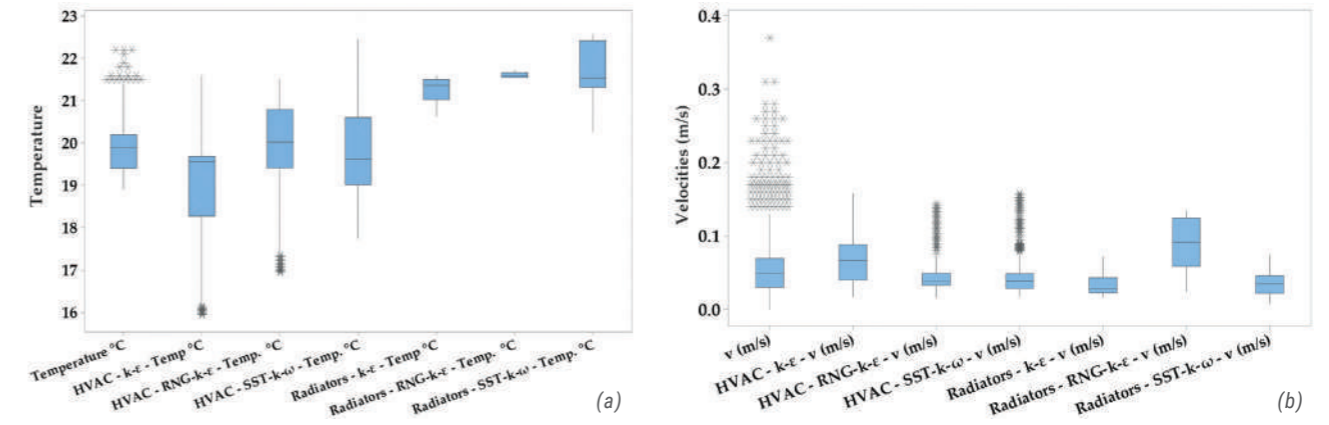 23
22
21
20
19
18
17
16
Temperature
Temperature °C
HVAC - k-ε - Temp °C
HVAC - RNG-k-ε - Temp. °C
HVAC - SST-k-ω - Temp. °C
Radiators - k-ε - Temp °C
Radiators - RNG-k-ε - Temp. °C
Radiators - SST-k-ω - Temp. °C
(a)
0.4
0.3
0.2
0.1
0.0
Velocities (m/s)
v (m/s)
HVAC - k-ε - v (m/s)
HVAC - RNG-k-ε - v (m/s)
HVAC - SST-k-ω - v (m/s)
Radiators - k-ε - v (m/s)
Radiators - RNG-k-ε - v (m/s)
Radiators - SST-k-ω - v (m/s)
(b)